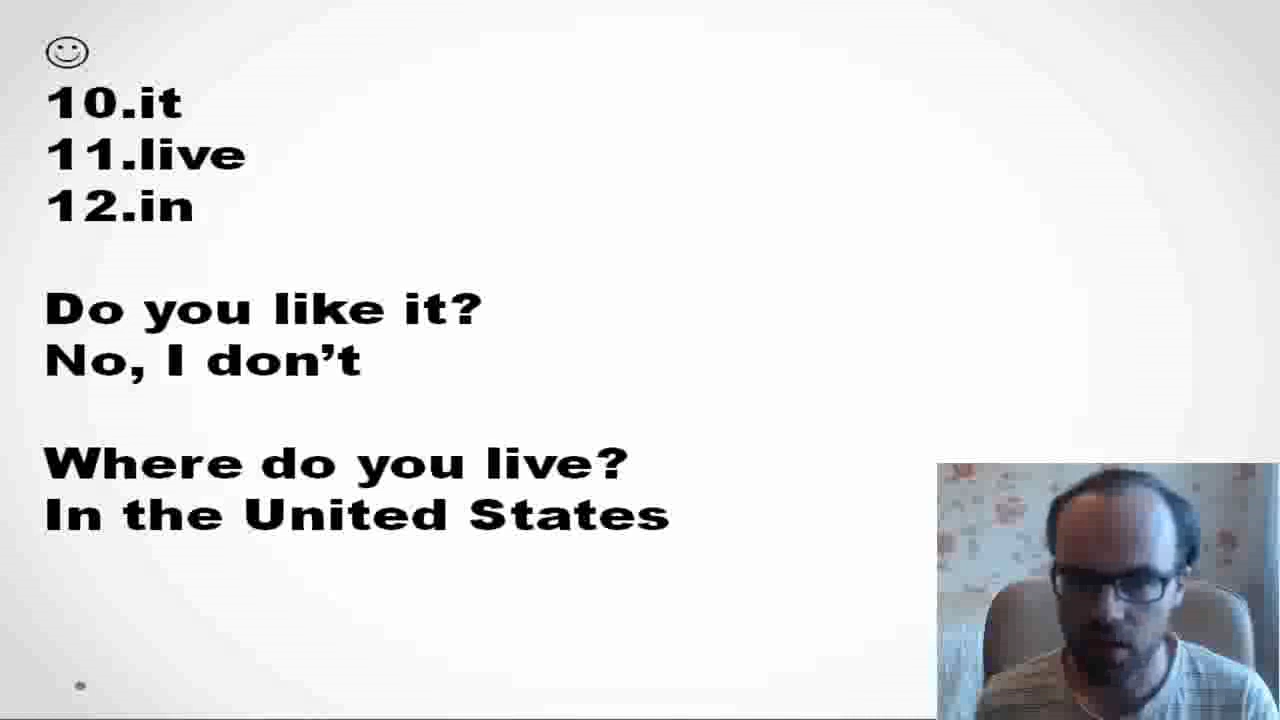 ☺
10.it
11.live
12.in
Do you like it?
No, I don’t
Where do you live?
In the United States